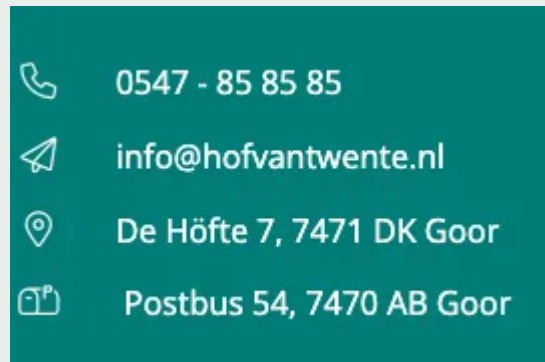 0547 - 85 85 85
info@hofvantwente.nl
De Höfte 7, 7471 DK Goor
Postbus 54, 7470 AB Goor